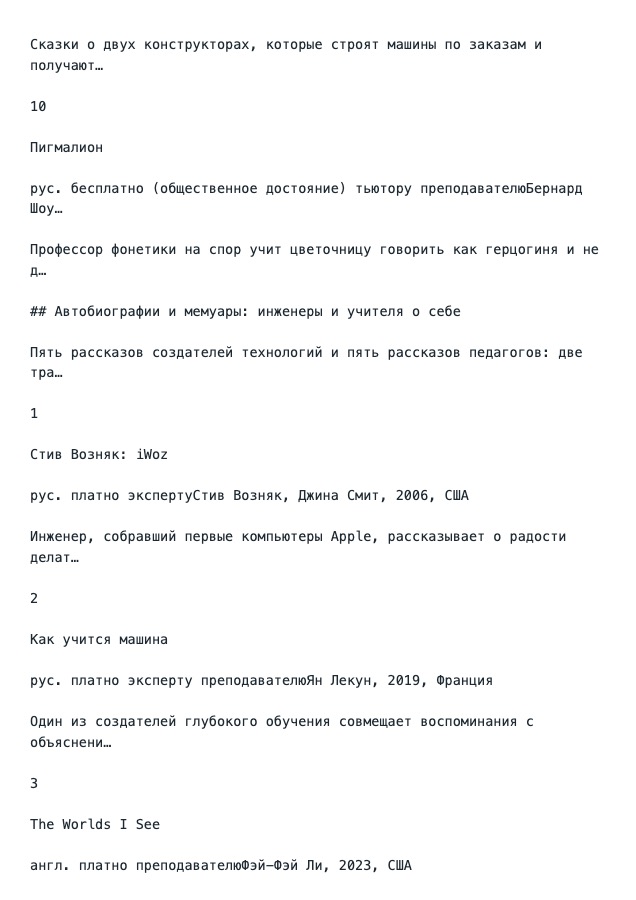 Сказки о двух конструкторах, которые строят машины по заказам и
получают…
10
Пигмалион
рус. бесплатно (общественное достояние) тьютору преподавателюБернард
Шоу…
Профессор фонетики на спор учит цветочницу говорить как герцогиня и не
д…
## Автобиографии и мемуары: инженеры и учителя о себе
Пять рассказов создателей технологий и пять рассказов педагогов: две
тра…
1
Стив Возняк: iWoz
рус. платно экспертуСтив Возняк, Джина Смит, 2006, США
Инженер, собравший первые компьютеры Apple, рассказывает о радости
делат…
2
Как учится машина
рус. платно эксперту преподавателюЯн Лекун, 2019, Франция
Один из создателей глубокого обучения совмещает воспоминания с
объяснени…
3
The Worlds I See
англ. платно преподавателюФэй-Фэй Ли, 2023, США